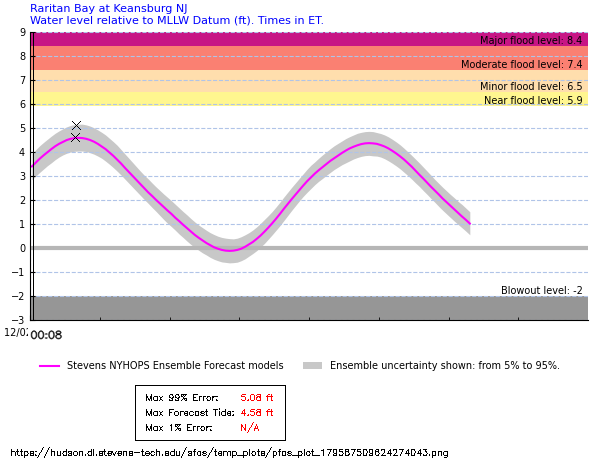 Raritan Bay at Keansburg NJ
Water level relative to MLLW Datum (ft). Times in ET.
9
Major flood level: 8.4
8
Moderate flood level: 7.4
7
Minor flood level: 6.5
6
Near flood level: 5.9
5
4
3
2
1
0
−1
Blowout level: -2
−2
−3
12/0 00:08
Stevens NYHOPS Ensemble Forecast models
Ensemble uncertainty shown: from 5% to 95%.
Max 99% Error: 5.08 ft
Max Forecast Tide: 4.58 ft
Max 1% Error: N/A
https://hudson.dl.stevens-tech.edu/sfas/temp_plots/pfas_plot_179587509624274043.png